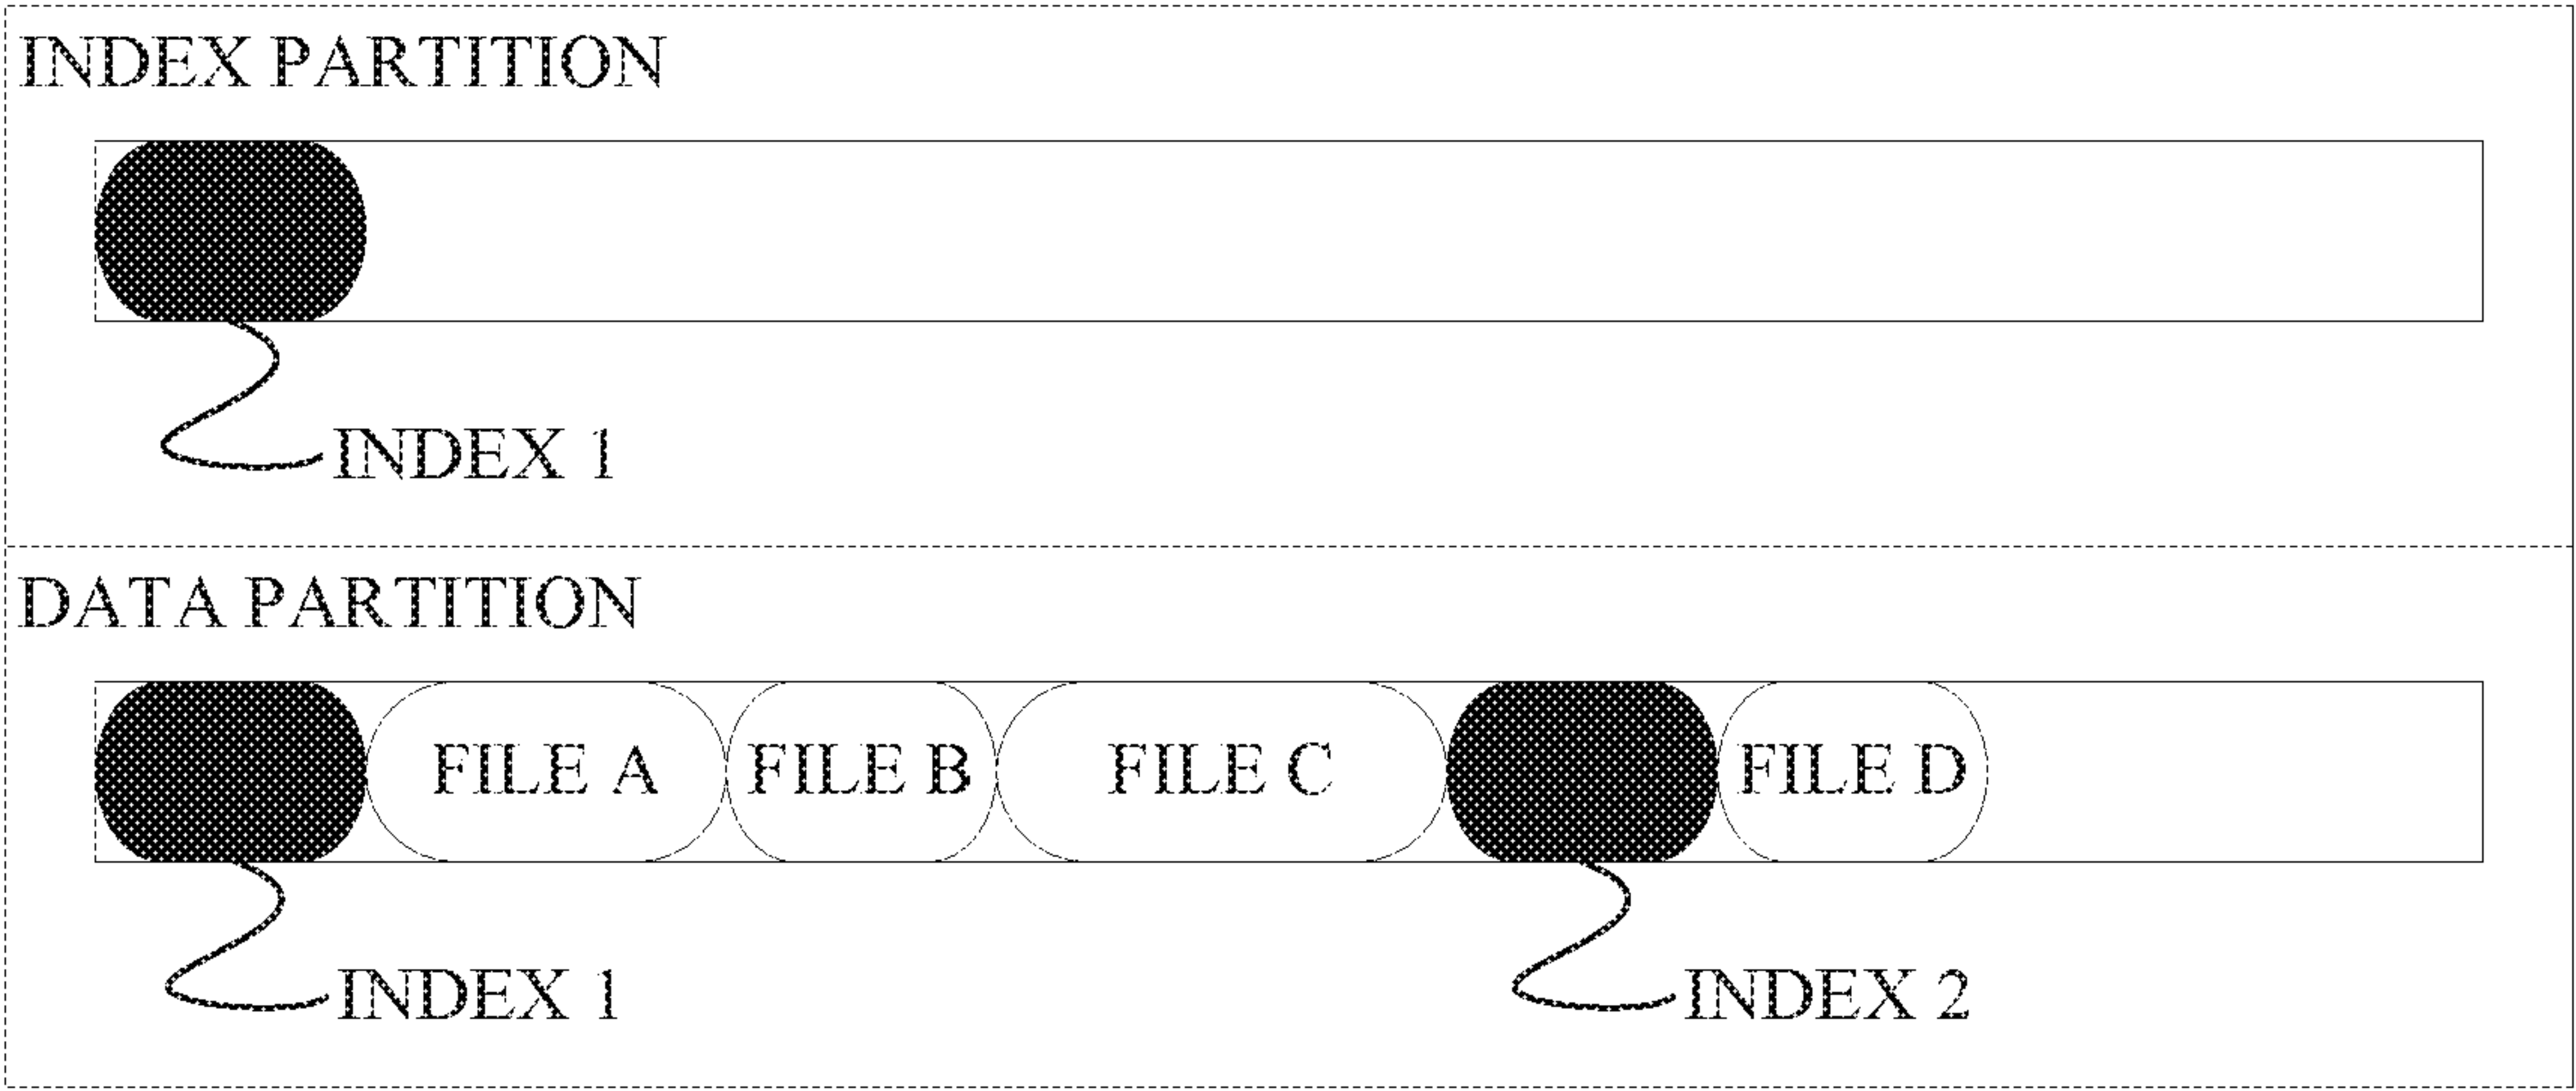 INDEX PARTITION
INDEX 1
DATA PARTITION
FILE A FILE B FILE C FILE D
INDEX 1 INDEX 2